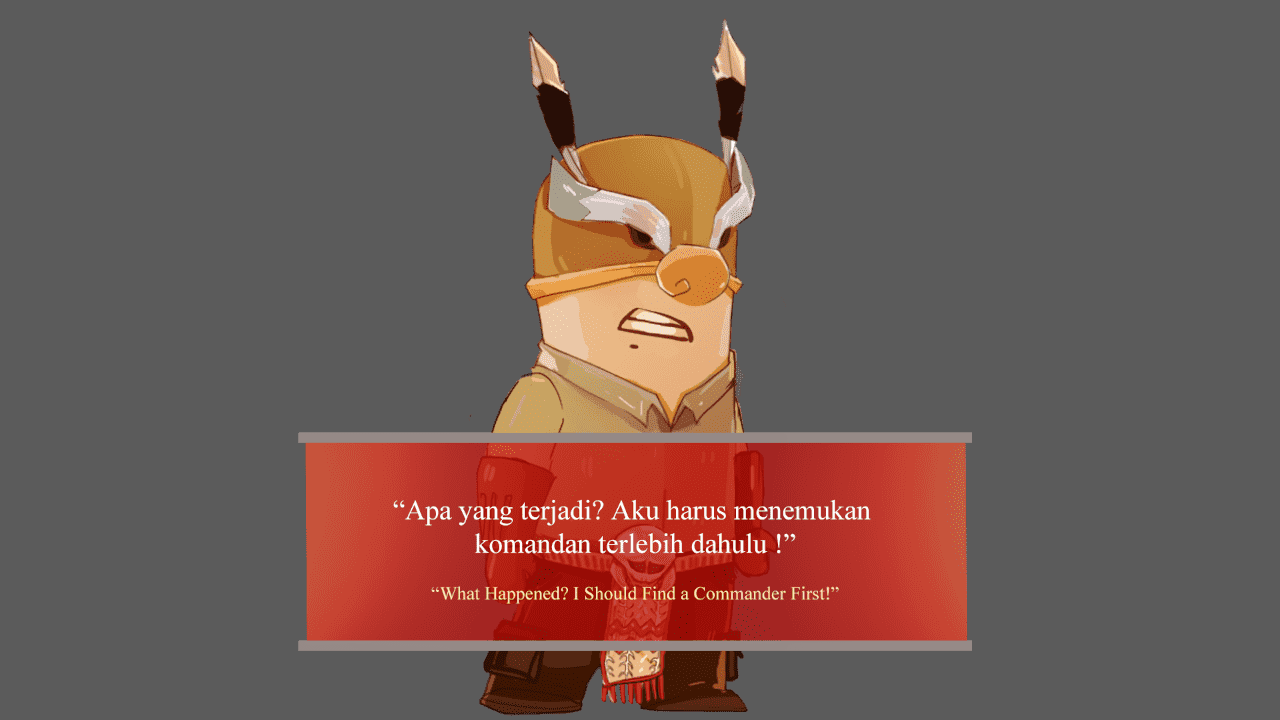 “Apa yang terjadi? Aku harus menemukan
komandan terlebih dahulu !”
“What Happened? I Should Find a Commander First!”